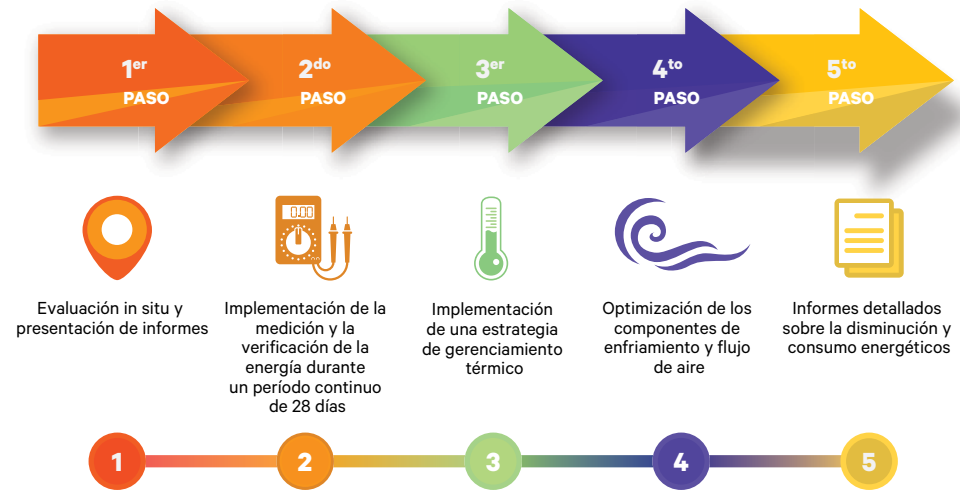 1er
PASO
2do
PASO
3er
PASO
4to
PASO
5to
PASO
0.00
Evaluación in situ y
presentación de informes
Implementación de la
medición y la
verificación de la
energía durante
un período continuo
de 28 días
Implementación
de una estrategia
de gerenciamiento
térmico
Optimización de los
componentes de
enfriamiento y flujo
de aire
Informes detallados
sobre la disminución y
consumo energéticos
1
2
3
4
5